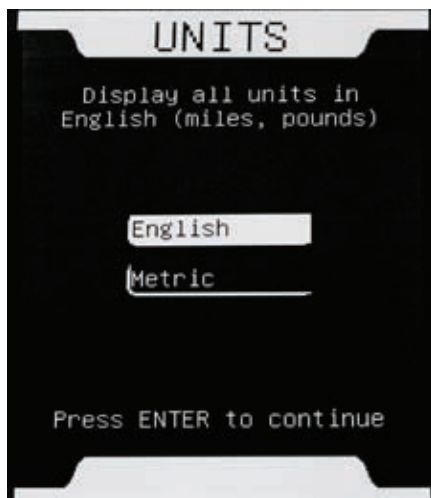 UNITS
Display all units in
English (miles, pounds)
English
Metric
Press ENTER to continue